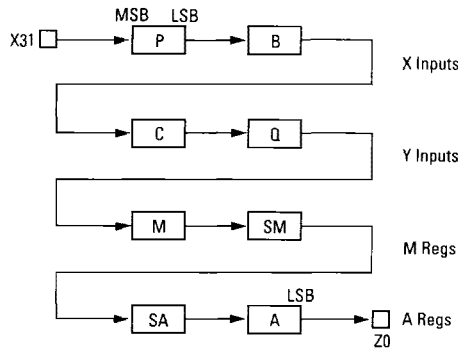 MSB LSB
X31 P B
X Inputs
C Q
Y Inputs
M SM
M Regs
LSB
SA A A Regs
Z0